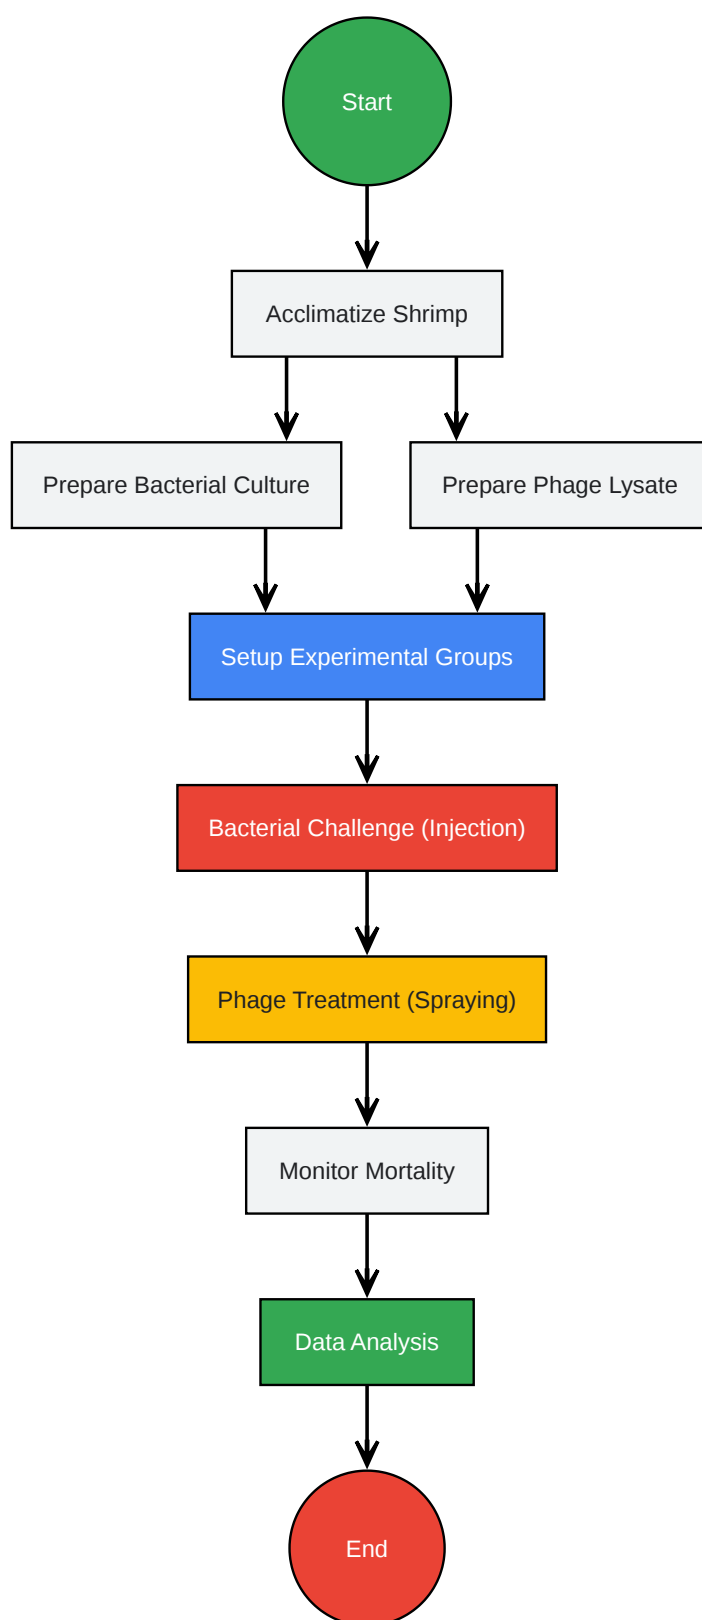 Start
Acclimatize Shrimp
Prepare Bacterial Culture
Prepare Phage Lysate
Setup Experimental Groups
Bacterial Challenge (Injection)
Phage Treatment (Spraying)
Monitor Mortality
Data Analysis
End